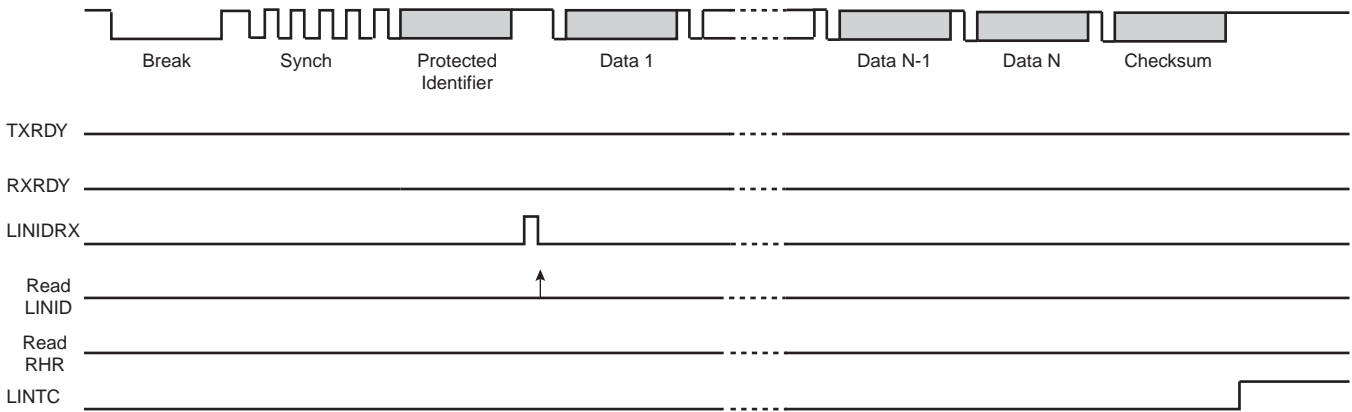 Break
Synch
Protected
Identifier
Data 1
Data N-1
Data N
Checksum
TXRDY
RXRDY
LINIDRX
Read
LINID
Read
RHR
LINTC